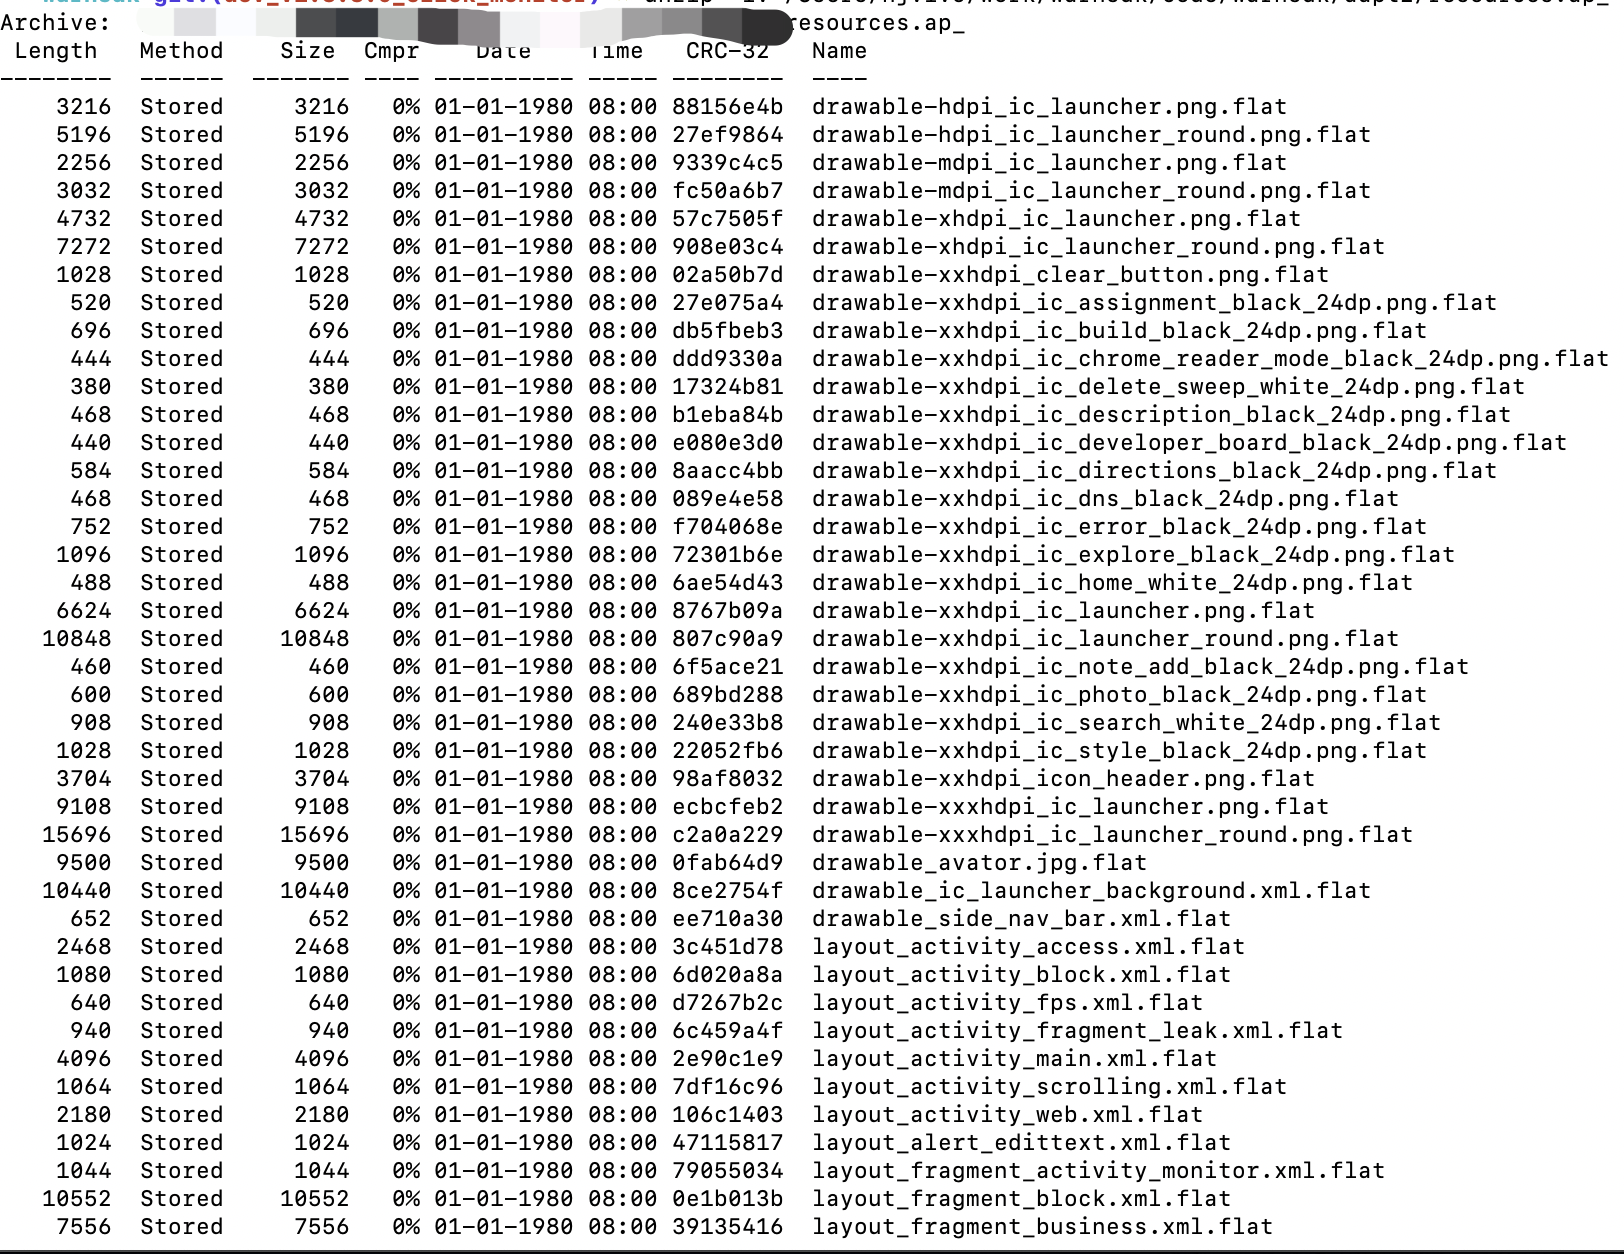 Archive: resources.ap_
Length Method Size Cmpr Date Time CRC-32 Name
-------- ------ ------- ---- ---------- ----- -------- ----
3216 Stored 3216 0% 01-01-1980 08:00 88156e4b drawable-hdpi_ic_launcher.png.flat
5196 Stored 5196 0% 01-01-1980 08:00 27ef9864 drawable-hdpi_ic_launcher_round.png.flat
2256 Stored 2256 0% 01-01-1980 08:00 9339c4c5 drawable-mdpi_ic_launcher.png.flat
3032 Stored 3032 0% 01-01-1980 08:00 fc50a6b7 drawable-mdpi_ic_launcher_round.png.flat
4732 Stored 4732 0% 01-01-1980 08:00 57c7505f drawable-xhdpi_ic_launcher.png.flat
7272 Stored 7272 0% 01-01-1980 08:00 908e03c4 drawable-xhdpi_ic_launcher_round.png.flat
1028 Stored 1028 0% 01-01-1980 08:00 02a50b7d drawable-xxhdpi_clear_button.png.flat
520 Stored 520 0% 01-01-1980 08:00 27e075a4 drawable-xxhdpi_ic_assignment_black_24dp.png.flat
696 Stored 696 0% 01-01-1980 08:00 db5fbeb3 drawable-xxhdpi_ic_build_black_24dp.png.flat
444 Stored 444 0% 01-01-1980 08:00 ddd9330a drawable-xxhdpi_ic_chrome_reader_mode_black_24dp.png.flat
380 Stored 380 0% 01-01-1980 08:00 17324b81 drawable-xxhdpi_ic_delete_sweep_white_24dp.png.flat
468 Stored 468 0% 01-01-1980 08:00 b1eba84b drawable-xxhdpi_ic_description_black_24dp.png.flat
440 Stored 440 0% 01-01-1980 08:00 e080e3d0 drawable-xxhdpi_ic_developer_board_black_24dp.png.flat
584 Stored 584 0% 01-01-1980 08:00 8aacc4bb drawable-xxhdpi_ic_directions_black_24dp.png.flat
468 Stored 468 0% 01-01-1980 08:00 089e4e58 drawable-xxhdpi_ic_dns_black_24dp.png.flat
752 Stored 752 0% 01-01-1980 08:00 f704068e drawable-xxhdpi_ic_error_black_24dp.png.flat
1096 Stored 1096 0% 01-01-1980 08:00 72301b6e drawable-xxhdpi_ic_explore_black_24dp.png.flat
488 Stored 488 0% 01-01-1980 08:00 6ae54d43 drawable-xxhdpi_ic_home_white_24dp.png.flat
6624 Stored 6624 0% 01-01-1980 08:00 8767b09a drawable-xxhdpi_ic_launcher.png.flat
10848 Stored 10848 0% 01-01-1980 08:00 807c90a9 drawable-xxhdpi_ic_launcher_round.png.flat
460 Stored 460 0% 01-01-1980 08:00 6f5ace21 drawable-xxhdpi_ic_note_add_black_24dp.png.flat
600 Stored 600 0% 01-01-1980 08:00 689bd288 drawable-xxhdpi_ic_photo_black_24dp.png.flat
908 Stored 908 0% 01-01-1980 08:00 240e33b8 drawable-xxhdpi_ic_search_white_24dp.png.flat
1028 Stored 1028 0% 01-01-1980 08:00 22052fb6 drawable-xxhdpi_ic_style_black_24dp.png.flat
3704 Stored 3704 0% 01-01-1980 08:00 98af8032 drawable-xxhdpi_icon_header.png.flat
9108 Stored 9108 0% 01-01-1980 08:00 ecbcfeb2 drawable-xxxhdpi_ic_launcher.png.flat
15696 Stored 15696 0% 01-01-1980 08:00 c2a0a229 drawable-xxxhdpi_ic_launcher_round.png.flat
9500 Stored 9500 0% 01-01-1980 08:00 0fab64d9 drawable_avator.jpg.flat
10440 Stored 10440 0% 01-01-1980 08:00 8ce2754f drawable_ic_launcher_background.xml.flat
652 Stored 652 0% 01-01-1980 08:00 ee710a30 drawable_side_nav_bar.xml.flat
2468 Stored 2468 0% 01-01-1980 08:00 3c451d78 layout_activity_access.xml.flat
1080 Stored 1080 0% 01-01-1980 08:00 6d020a8a layout_activity_block.xml.flat
640 Stored 640 0% 01-01-1980 08:00 d7267b2c layout_activity_fps.xml.flat
940 Stored 940 0% 01-01-1980 08:00 6c459a4f layout_activity_fragment_leak.xml.flat
4096 Stored 4096 0% 01-01-1980 08:00 2e90c1e9 layout_activity_main.xml.flat
1064 Stored 1064 0% 01-01-1980 08:00 7df16c96 layout_activity_scrolling.xml.flat
2180 Stored 2180 0% 01-01-1980 08:00 106c1403 layout_activity_web.xml.flat
1024 Stored 1024 0% 01-01-1980 08:00 47115817 layout_alert_edittext.xml.flat
1044 Stored 1044 0% 01-01-1980 08:00 79055034 layout_fragment_activity_monitor.xml.flat
10552 Stored 10552 0% 01-01-1980 08:00 0e1b013b layout_fragment_block.xml.flat
7556 Stored 7556 0% 01-01-1980 08:00 39135416 layout_fragment_business.xml.flat